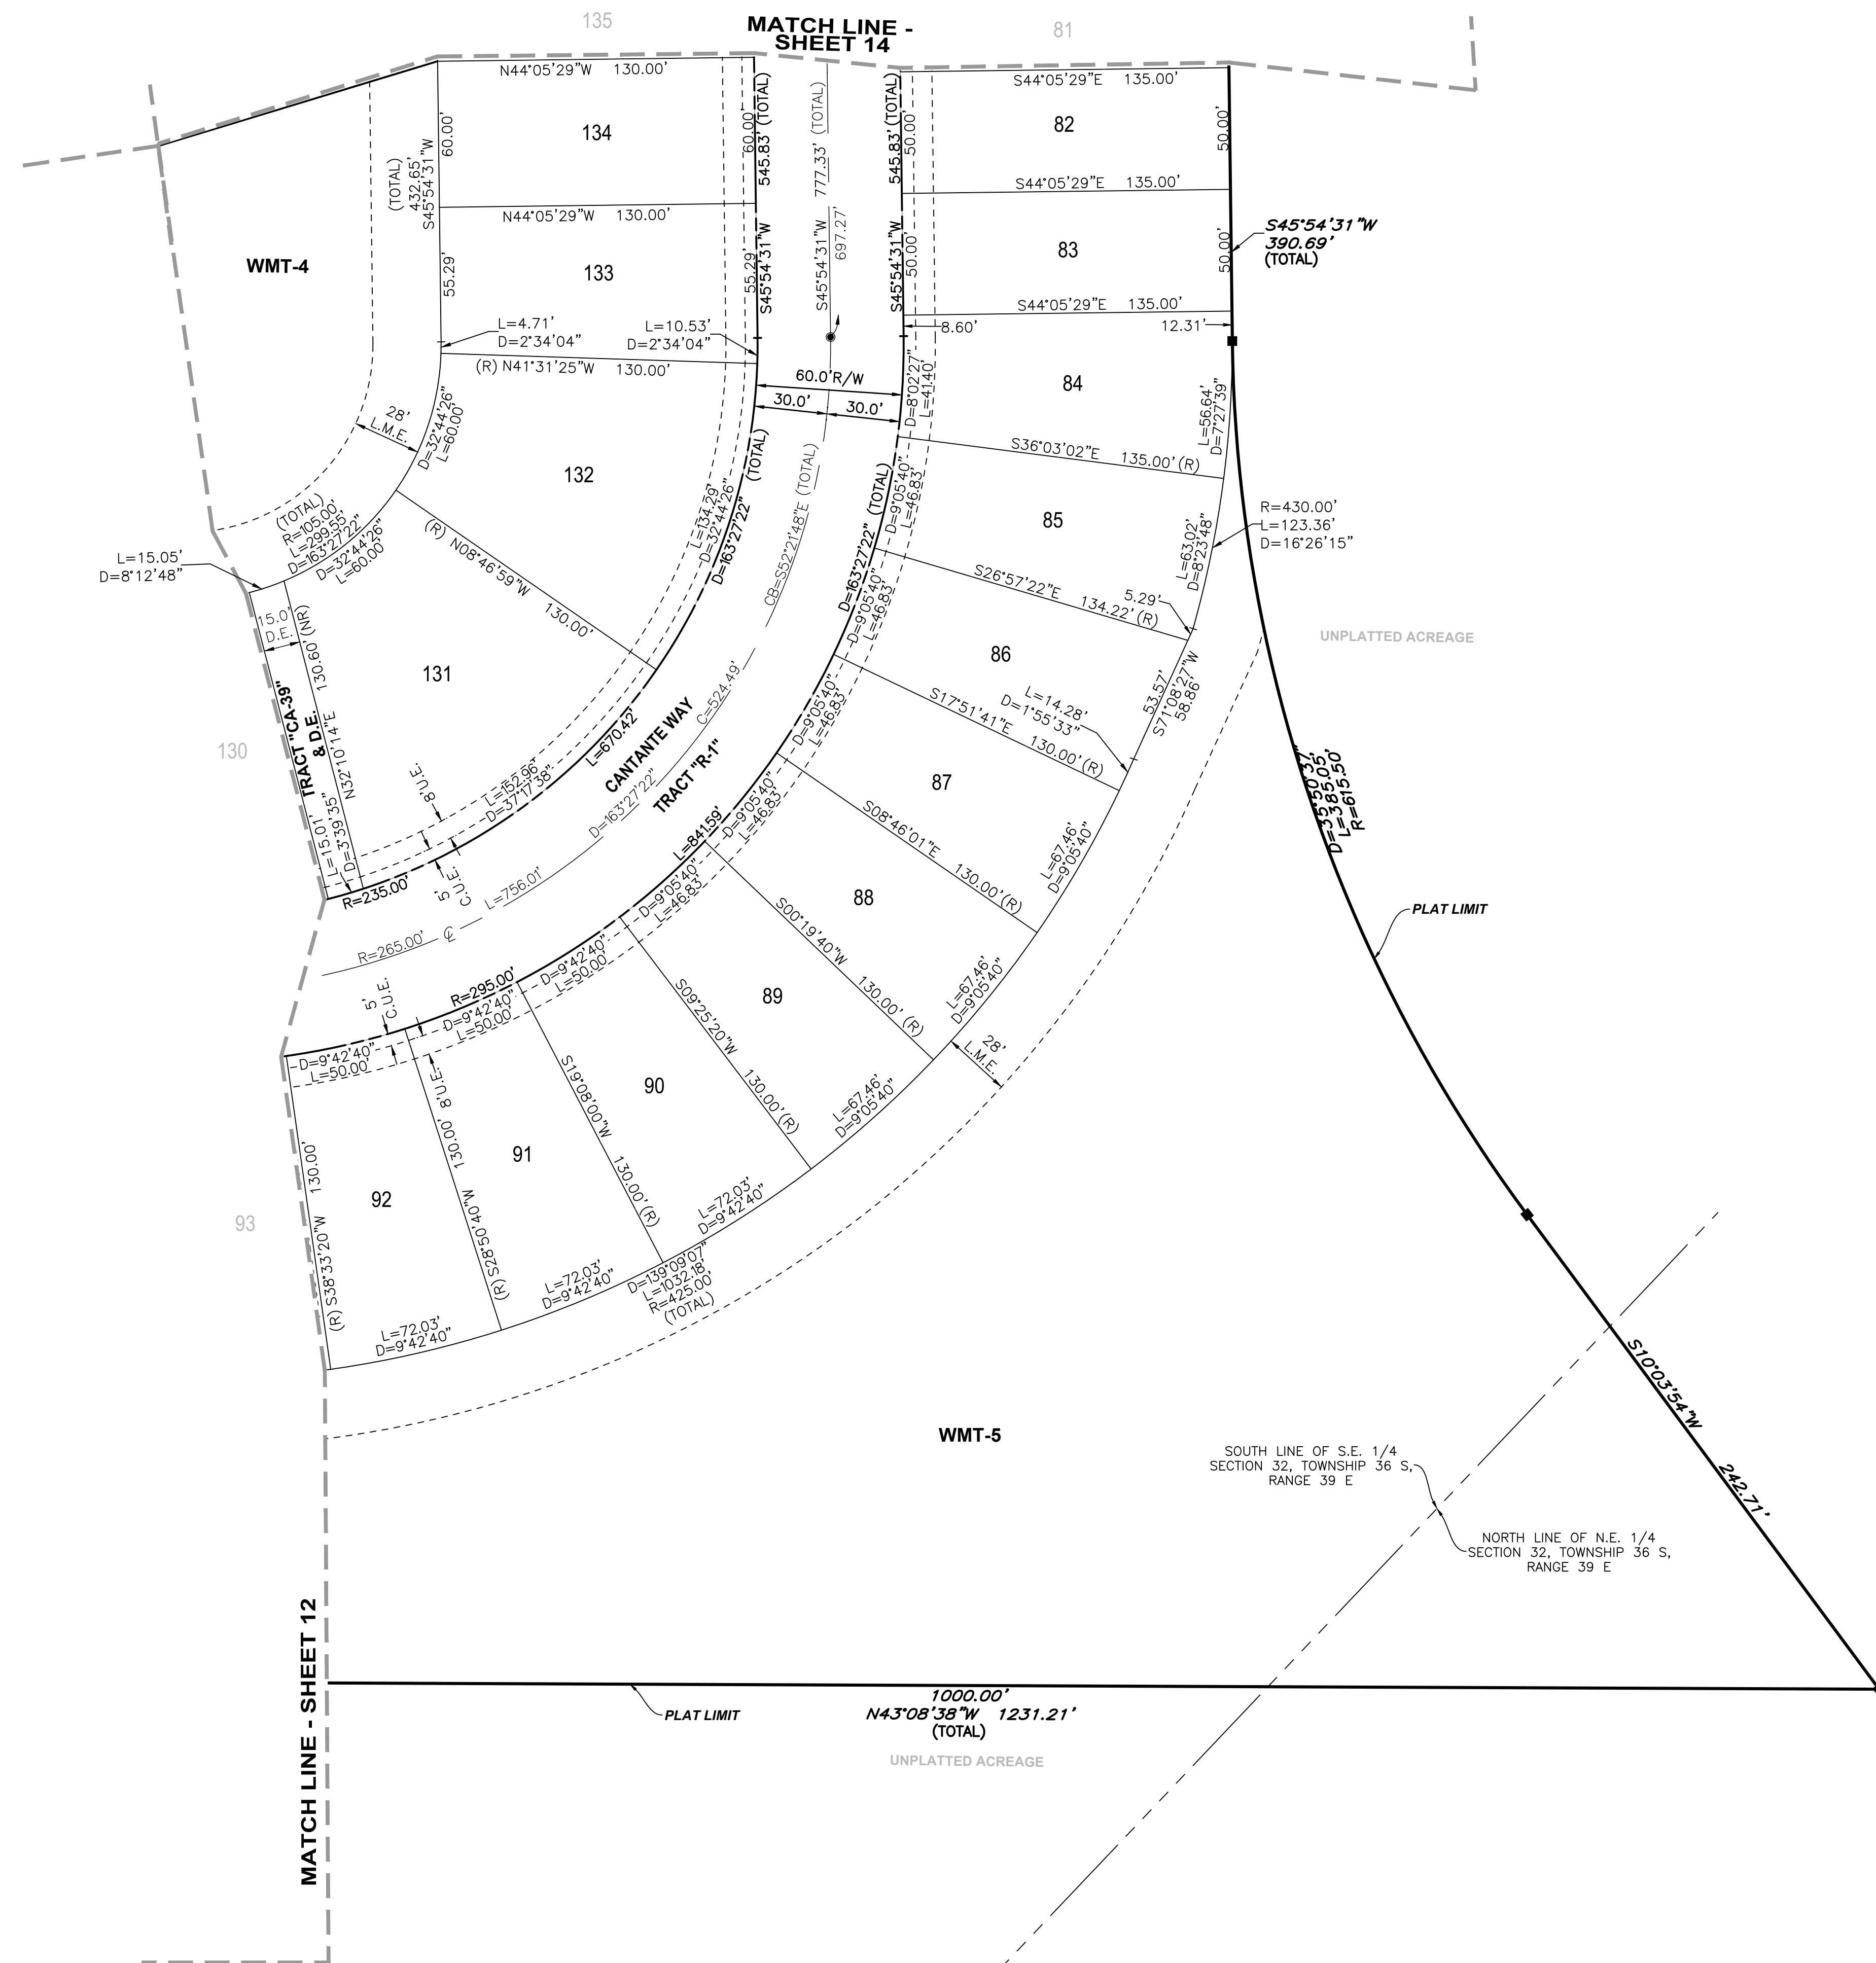 135
MATCH LINE -
SHEET 14
81
N44°05'29"W 130.00'
S44°05'29"E 135.00'
60.00'
134
60.00'
545.83' (TOTAL)
777.33' (TOTAL)
545.83' (TOTAL)
50.00'
82
50.00'
(TOTAL)
432.65'
S45°54'31"W
N44°05'29"W 130.00'
S44°05'29"E 135.00'
WMT-4
55.29'
133
55.29'
S45°54'31"W
S45°54'31"W
697.27'
S45°54'31"W
50.00'
83
50.00'
S45°54'31"W
390.69'
(TOTAL)
S44°05'29"E 135.00'
L=4.71'
D=2°34'04"
L=10.53'
D=2°34'04"
8.60'
12.31'
(R) N41°31'25"W 130.00'
60.0'R/W
30.0'
30.0'
D=8°02'27"
L=41.40'
84
L=56.64'
D=7°27'39"
28'
L.M.E.
D=32°44'26"
L=60.00'
132
S36°03'02"E 135.00' (R)
(TOTAL)
R=105.00'
L=299.55'
D=163°27'22"
D=32°44'26"
L=60.00'
L=134.29'
D=32°44'26"
D=163°27'22" (TOTAL)
CB=S52°21'48"E (TOTAL)
D=163°27'22" (TOTAL)
D=9°05'40"
L=46.83'
85
L=63.02'
D=8°23'48"
R=430.00'
L=123.36'
D=16°26'15"
L=15.05'
D=8°12'48"
(R) N08°46'59"W 130.00'
S26°57'22"E 134.22' (R)
5.29'
15.0'
D.E.
UNPLATTED ACREAGE
D=9°05'40"
L=46.83'
86
53.57'
S71°08'27"W
58.86'
131
TRACT "CA-39"
& D.E.
N32°10'14"E 130.60' (NR)
L=14.28'
D=1°55'33"
S17°51'41"E 130.00' (R)
130
D=9°05'40"
L=46.83'
C=524.49'
CANTANTE WAY
TRACT "R-1"
L=670.42'
D=163°27'22"
8' U.E.
L=152.96'
D=37°17'38"
87
D=35°50'37"
L=385.05'
R=615.50'
S08°46'01"E 130.00' (R)
L=67.46'
D=9°05'40"
L=15.01'
D=3°39'35"
R=235.00'
5'
C.U.E.
L=756.01'
L=841.59'
D=9°05'40"
L=46.83'
88
PLAT LIMIT
R=265.00'
S00°19'40"W 130.00' (R)
L=67.46'
D=9°05'40"
D=9°05'40"
L=46.83'
5'
C.U.E.
R=295.00'
D=9°42'40"
L=50.00'
89
S09°25'20"W 130.00' (R)
28'
L.M.E.
D=9°42'40"
L=50.00'
D=9°42'40"
L=50.00'
8' U.E.
90
S19°08'00"W 130.00' (R)
L=67.46'
D=9°05'40"
91
130.00'
(R) S28°50'40"W
92
93
(R) S38°33'20"W 130.00'
L=72.03'
D=9°42'40"
L=72.03'
D=9°42'40"
D=139°09'07"
L=1032.18'
R=425.00'
(TOTAL)
L=72.03'
D=9°42'40"
S10°03'54"W 242.71'
WMT-5
SOUTH LINE OF S.E. 1/4
SECTION 32, TOWNSHIP 36 S,
RANGE 39 E
NORTH LINE OF N.E. 1/4
SECTION 32, TOWNSHIP 36 S,
RANGE 39 E
MATCH LINE - SHEET 12
PLAT LIMIT
1000.00'
N43°08'38"W 1231.21'
(TOTAL)
UNPLATTED ACREAGE